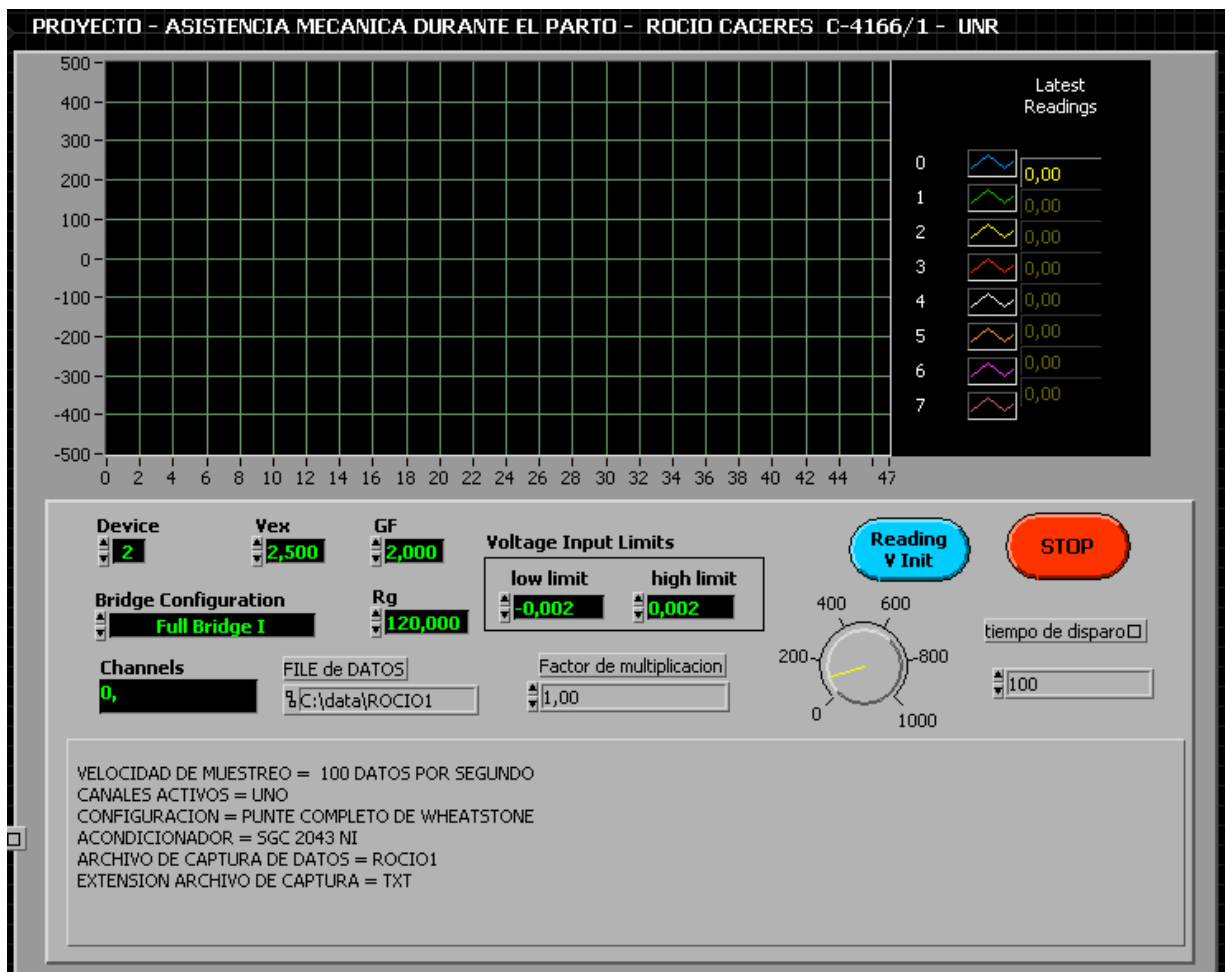 PROYECTO - ASISTENCIA MECANICA DURANTE EL PARTO - ROCIO CACERES C-4166/1 - UNR
500
400
300
200
100
0
-100
-200
-300
-400
-500
0 2 4 6 8 10 12 14 16 18 20 22 24 26 28 30 32 34 36 38 40 42 44 47
Latest
Readings
0 0,00
1 0,00
2 0,00
3 0,00
4 0,00
5 0,00
6 0,00
7 0,00
Device Vex GF
2 2,500 2,000
Bridge Configuration Rg
Full Bridge I 120,000
Channels FILE de DATOS
0, C:\data\ROCIO1
Voltage Input Limits
low limit high limit
-0,002 0,002
Factor de multiplicacion
1,00
Reading
V Init
STOP
400 600
200 800
0 1000
tiempo de disparo
100
VELOCIDAD DE MUESTREO = 100 DATOS POR SEGUNDO
CANALES ACTIVOS = UNO
CONFIGURACION = PUNTE COMPLETO DE WHEATSTONE
ACONDICIONADOR = SGC 2043 NI
ARCHIVO DE CAPTURA DE DATOS = ROCIO1
EXTENSION ARCHIVO DE CAPTURA = TXT